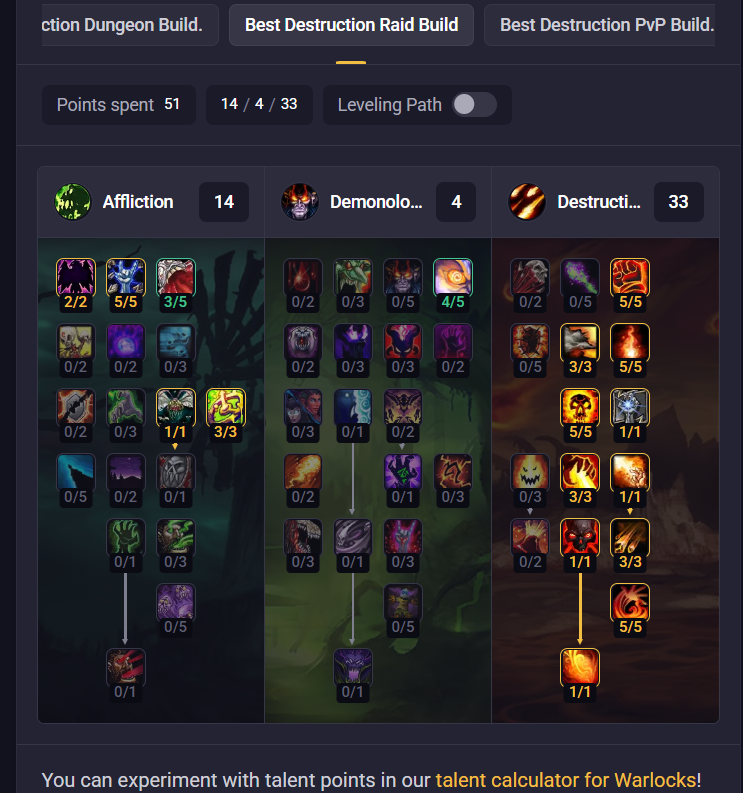 ction Dungeon Build. Best Destruction Raid Build Best Destruction PvP Build.
Points spent 51 14 / 4 / 33 Leveling Path
Affliction 14 Demonolo... 4 Destructi... 33
2/2 5/5 3/5 0/2 0/3 0/5 4/5 0/2 0/5 5/5
0/2 0/2 0/3 0/2 0/3 0/3 0/2 0/5 3/3 5/5
0/2 0/3 1/1 3/3 0/3 0/1 0/2 5/5 1/1
0/5 0/2 0/1 0/2 0/1 0/3 0/3 3/3 1/1
0/1 0/3 0/3 0/1 0/3 0/2 1/1 3/3
0/5 0/5 5/5
0/1 0/1 1/1
You can experiment with talent points in our talent calculator for Warlocks!